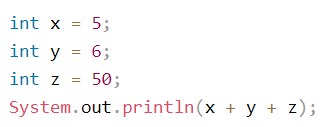 int x = 5;
int y = 6;
int z = 50;
System.out.println(x + y + z);